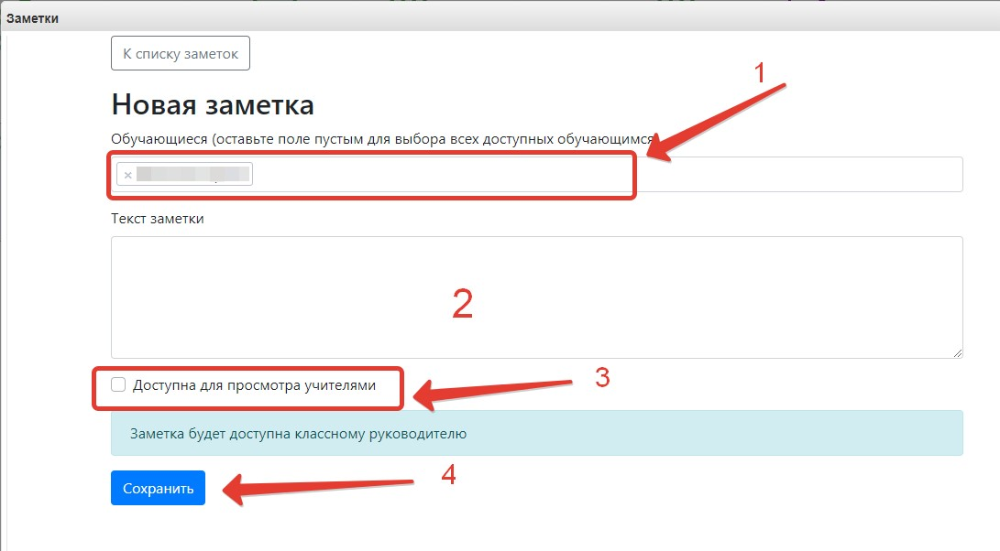 Заметки
К списку заметок
1
Новая заметка
Обучающиеся (оставьте поле пустым для выбора всех доступных обучающимся
×
Текст заметки
2
Доступна для просмотра учителями
3
Заметка будет доступна классному руководителю
4
Сохранить